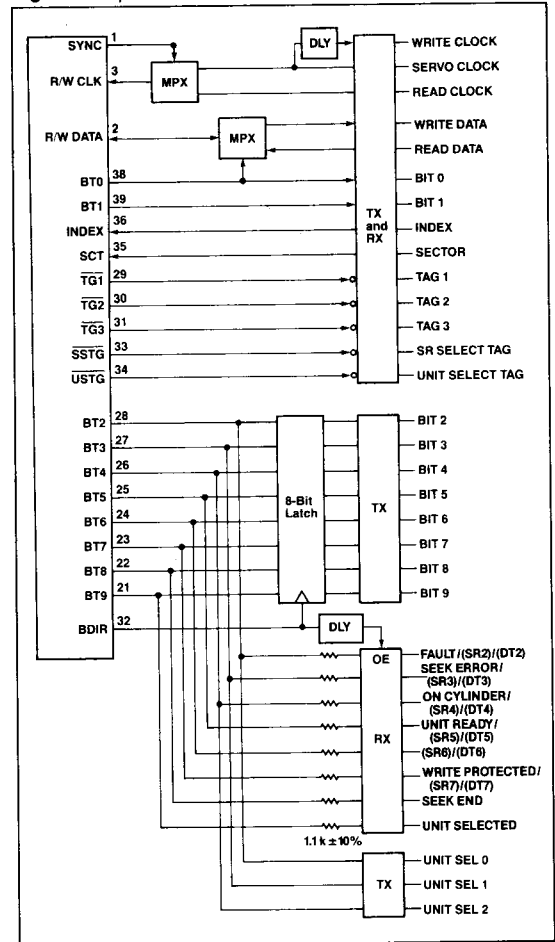 SYNC 1 DLY WRITE CLOCK
R/W CLK 3 MPX SERVO CLOCK
READ CLOCK
R/W DATA 2 MPX WRITE DATA
READ DATA
BT0 38 BIT 0
BT1 39 BIT 1
TX and RX
INDEX 36 INDEX
SCT 35 SECTOR
TG1 29 TAG 1
TG2 30 TAG 2
TG3 31 TAG 3
SSTG 33 SR SELECT TAG
USTG 34 UNIT SELECT TAG
BT2 28 BIT 2
BT3 27 BIT 3
BT4 26 BIT 4
BT5 25 8-Bit Latch TX BIT 5
BT6 24 BIT 6
BT7 23 BIT 7
BT8 22 BIT 8
BT9 21 BIT 9
BDIR 32 DLY
OE FAULT/(SR2)/(DT2)
SEEK ERROR/
(SR3)/(DT3)
ON CYLINDER/
(SR4)/(DT4)
UNIT READY/
(SR5)/(DT5)
RX (SR6)/(DT6)
WRITE PROTECTED/
(SR7)/(DT7)
SEEK END
UNIT SELECTED
1.1 k ± 10%
UNIT SEL 0
TX UNIT SEL 1
UNIT SEL 2